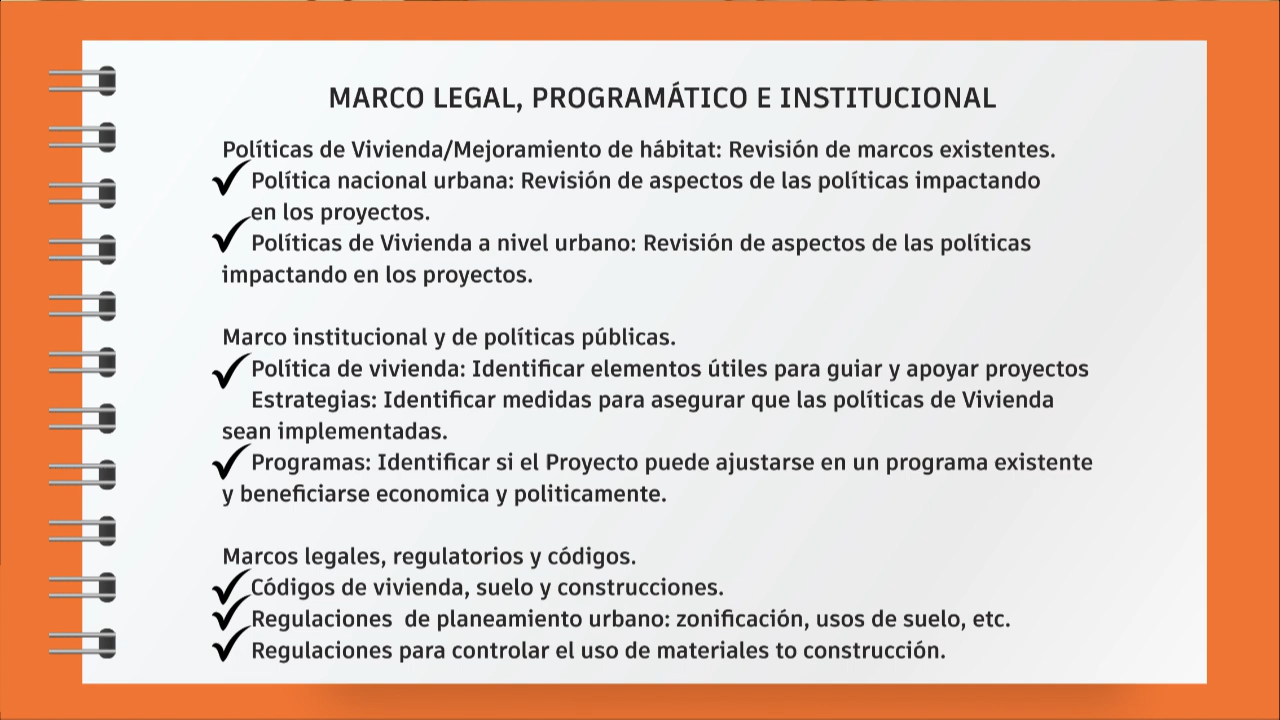 MARCO LEGAL, PROGRAMÁTICO E INSTITUCIONAL
Políticas de Vivienda/Mejoramiento de hábitat: Revisión de marcos existentes.
Política nacional urbana: Revisión de aspectos de las políticas impactando
en los proyectos.
Políticas de Vivienda a nivel urbano: Revisión de aspectos de las políticas
impactando en los proyectos.
Marco institucional y de políticas públicas.
Política de vivienda: Identificar elementos útiles para guiar y apoyar proyectos
Estrategias: Identificar medidas para asegurar que las políticas de Vivienda
sean implementadas.
Programas: Identificar si el Proyecto puede ajustarse en un programa existente
y beneficiarse economica y politicamente.
Marcos legales, regulatorios y códigos.
Códigos de vivienda, suelo y construcciones.
Regulaciones  de planeamiento urbano: zonificación, usos de suelo, etc.
Regulaciones para controlar el uso de materiales to construcción.